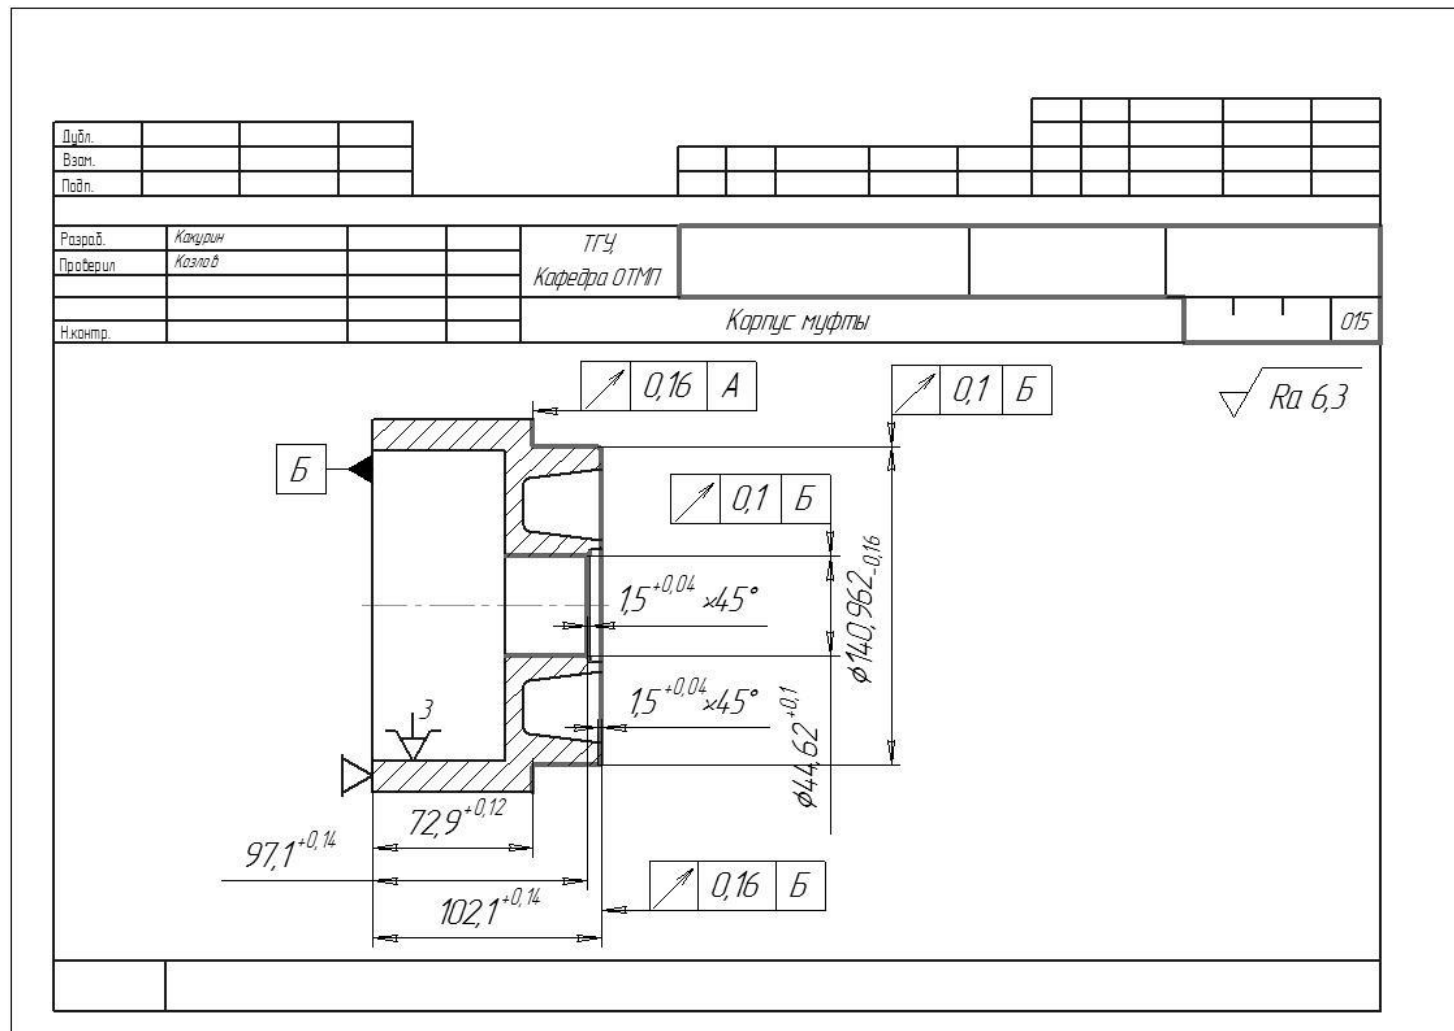 Дубл.
Взам.
Подп.
Разраб. Какурин
Проверил Козлов
ТГУ,
Кафедра ОТМП
Н.контр.
Корпус муфты
015
0,16 А
0,1 Б
Ra 6,3
Б
0,1 Б
1,5+0,04 ×45°
1,5+0,04 ×45°
ϕ44,62+0,1
ϕ140,962-0,16
3
72,9+0,12
97,1+0,14
102,1+0,14
0,16 Б